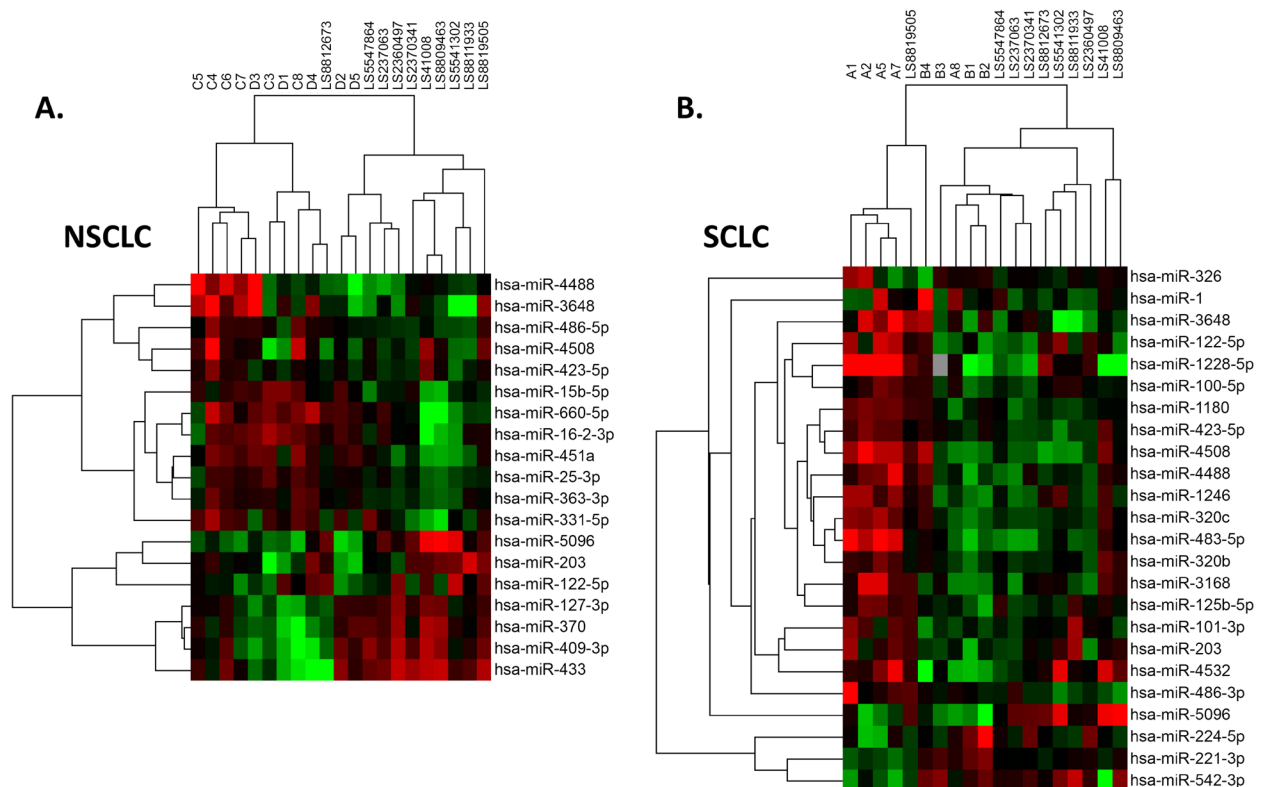 A.
NSCLC
C5
C4
C6
C7
D3
C3
D1
C8
D4
LS8812673
D2
D5
LS5547864
LS237063
LS2360497
LS2370341
LS41008
LS8809463
LS5541302
LS8811933
LS8819505
hsa-miR-4488
hsa-miR-3648
hsa-miR-486-5p
hsa-miR-4508
hsa-miR-423-5p
hsa-miR-15b-5p
hsa-miR-660-5p
hsa-miR-16-2-3p
hsa-miR-451a
hsa-miR-25-3p
hsa-miR-363-3p
hsa-miR-331-5p
hsa-miR-5096
hsa-miR-203
hsa-miR-122-5p
hsa-miR-127-3p
hsa-miR-370
hsa-miR-409-3p
hsa-miR-433
B.
SCLC
A1
A2
A5
A7
LS8819505
B4
B3
A8
B1
B2
LS5547864
LS237063
LS2370341
LS8812673
LS5541302
LS8811933
LS2360497
LS41008
LS8809463
hsa-miR-326
hsa-miR-1
hsa-miR-3648
hsa-miR-122-5p
hsa-miR-1228-5p
hsa-miR-100-5p
hsa-miR-1180
hsa-miR-423-5p
hsa-miR-4508
hsa-miR-4488
hsa-miR-1246
hsa-miR-320c
hsa-miR-483-5p
hsa-miR-320b
hsa-miR-3168
hsa-miR-125b-5p
hsa-miR-101-3p
hsa-miR-203
hsa-miR-4532
hsa-miR-486-3p
hsa-miR-5096
hsa-miR-224-5p
hsa-miR-221-3p
hsa-miR-542-3p